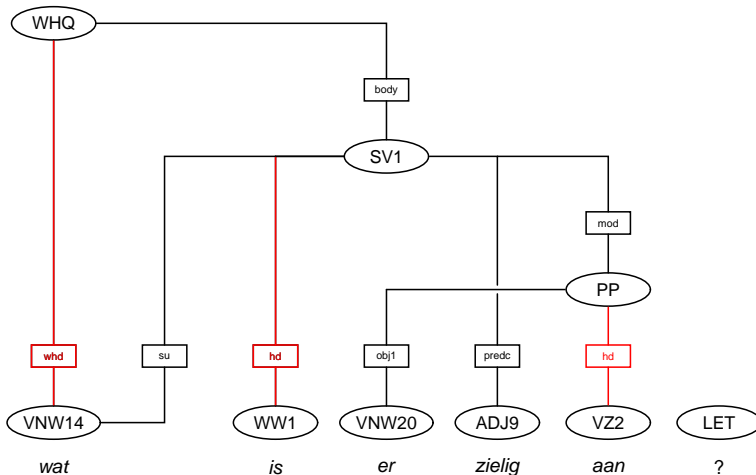 WHQ
body
SV1
mod
PP
whd su hd obj1 predc hd
VNW14 WW1 VNW20 ADJ9 VZ2 LET
wat is er zielig aan ?